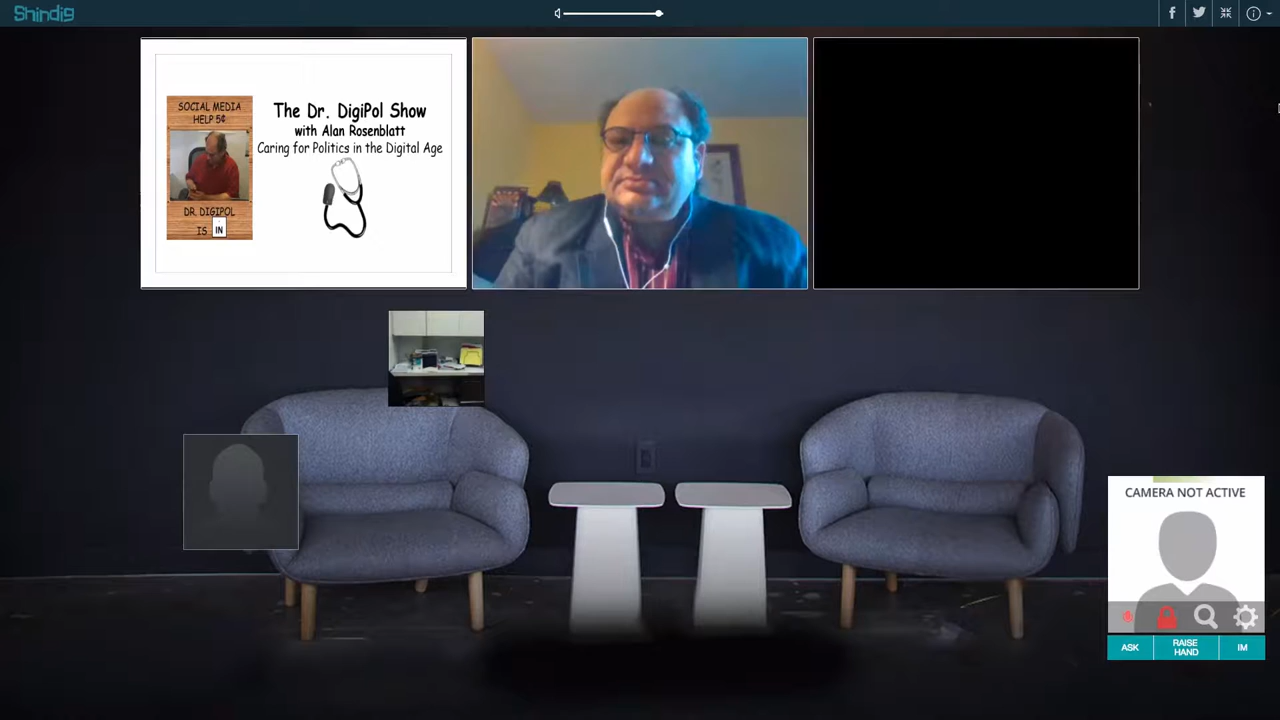 Shindig
SOCIAL MEDIA
HELP 5¢
DR. DIGIPOL
IS IN
The Dr. DigiPol Show
with Alan Rosenblatt
Caring for Politics in the Digital Age
CAMERA NOT ACTIVE
ASK
RAISE
HAND
IM